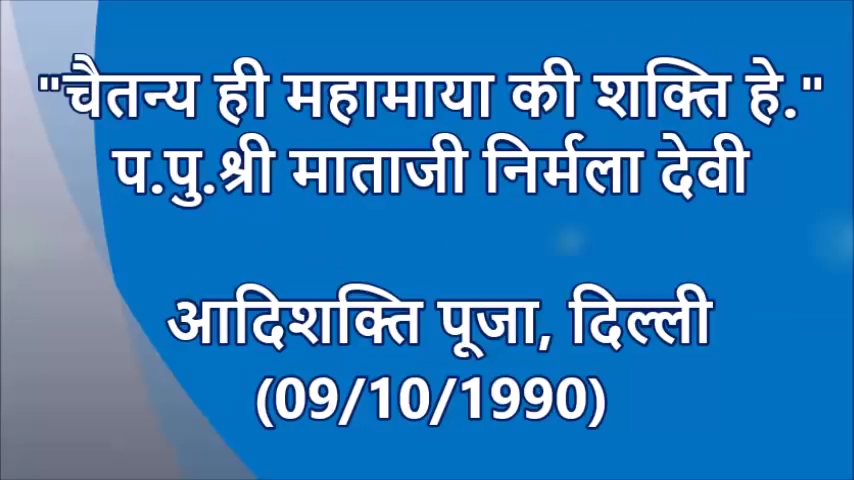 "चैतन्य ही महामाया की शक्ति हे."
प.पु.श्री माताजी निर्मला देवी
आदिशक्ति पूजा, दिल्ली
(09/10/1990)